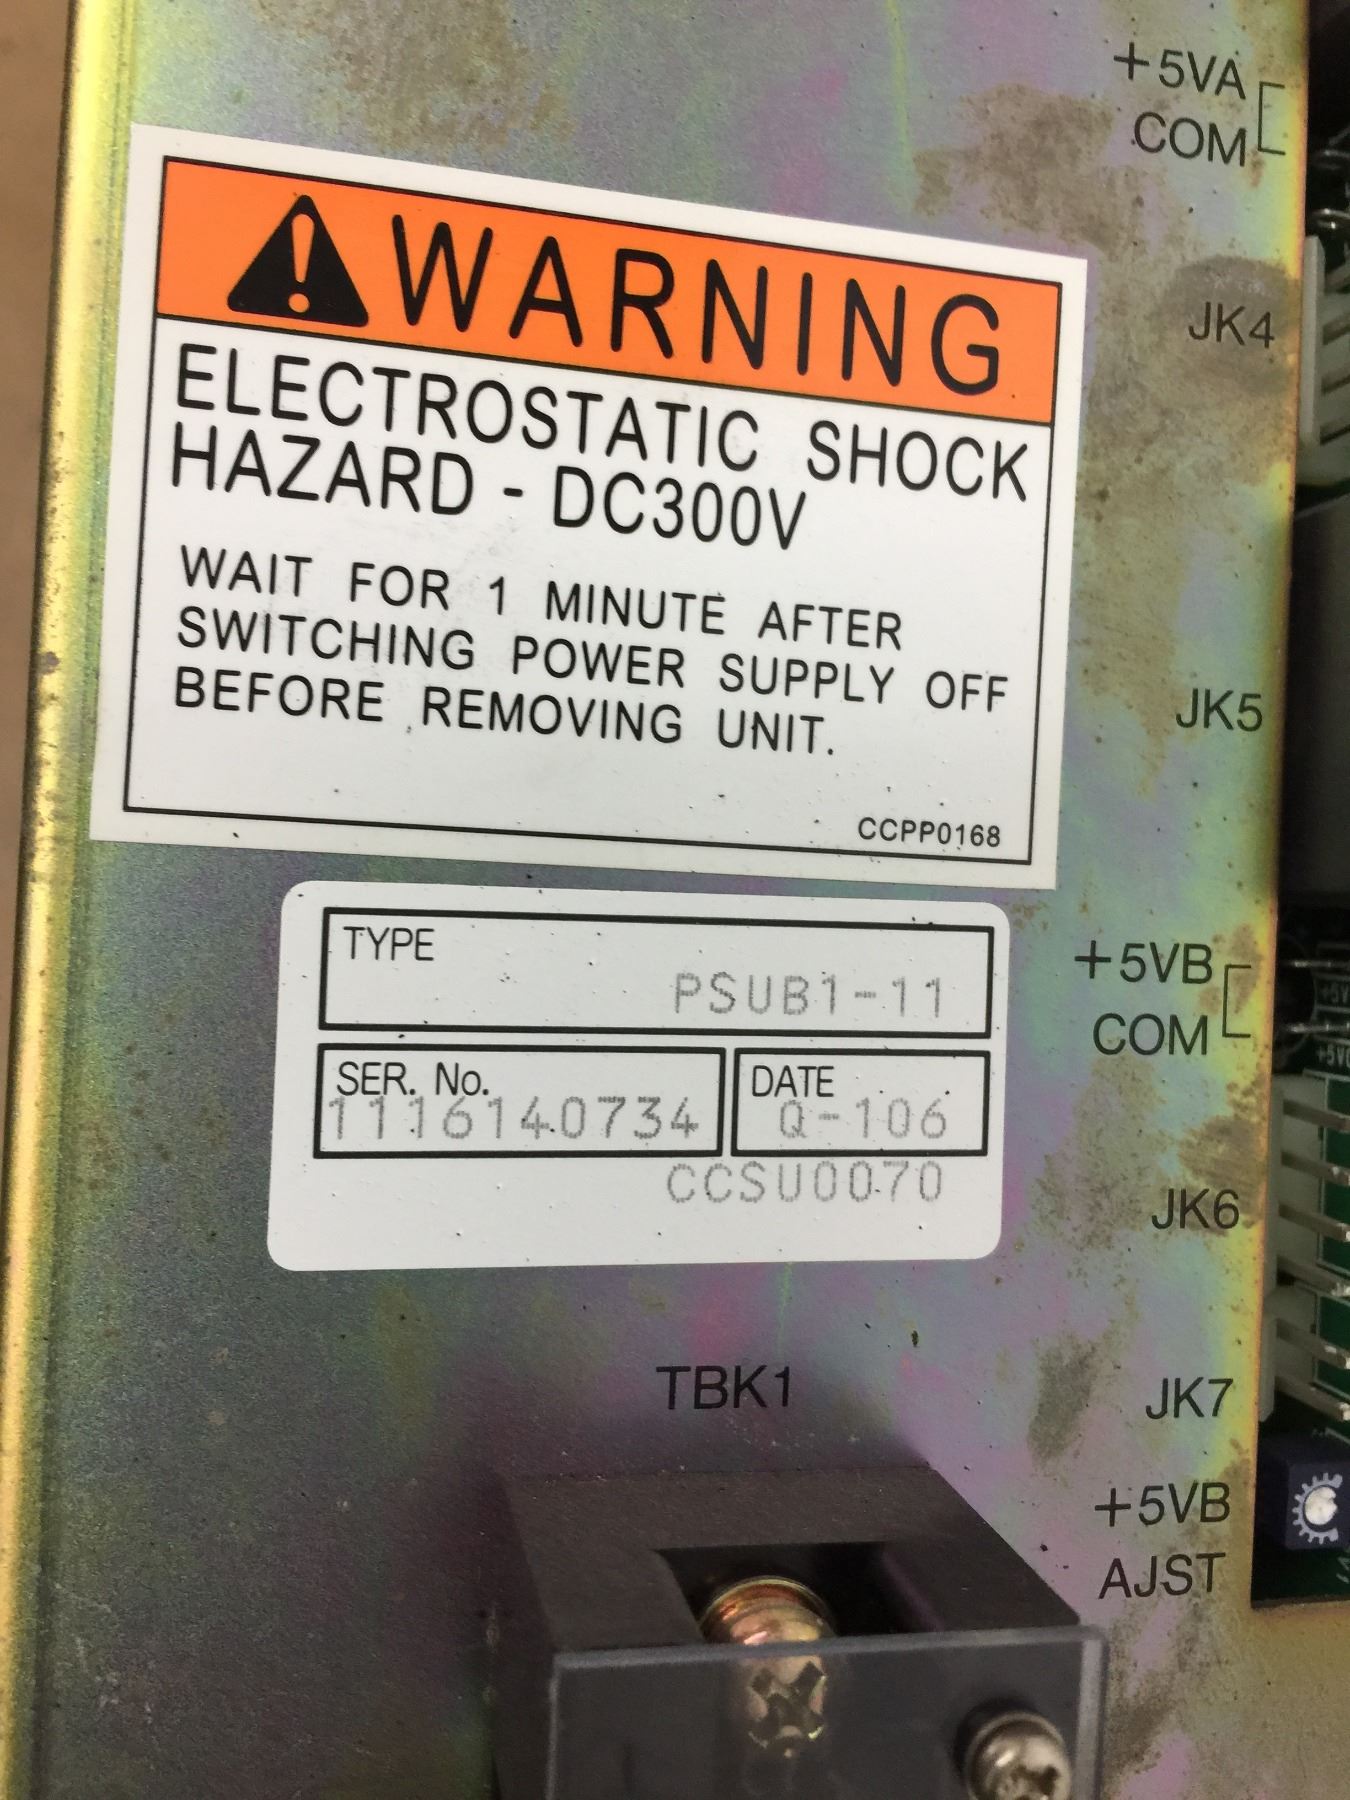 +5VA
COM
WARNING
ELECTROSTATIC SHOCK
HAZARD - DC300V
WAIT FOR 1 MINUTE AFTER
SWITCHING POWER SUPPLY OFF
BEFORE REMOVING UNIT.
CCPP0168
JK4
JK5
TYPE
PSUB1-11
SER. No.
1116140734
DATE
Q-106
CCSU0070
+5VB
COM
JK6
TBK1
JK7
+5VB
AJST